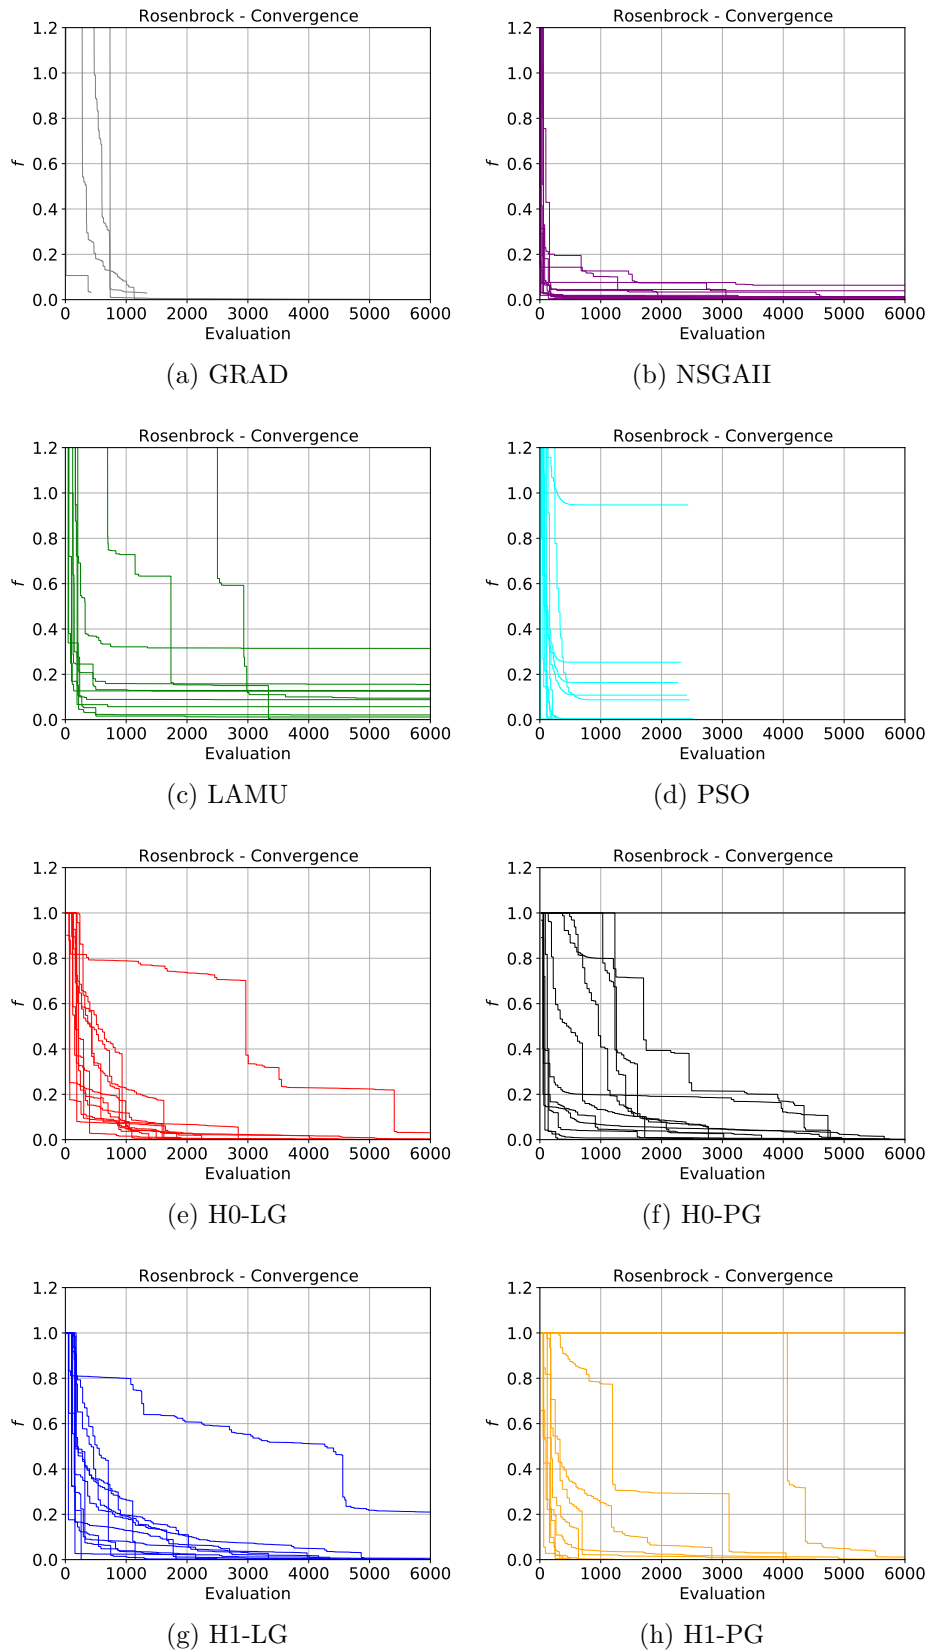 Rosenbrock - Convergence Rosenbrock - Convergence
1.2 1.2
1.0 1.0
0.8 0.8
f 0.6 f 0.6
0.4 0.4
0.2 0.2
0.0 0.0
0 1000 2000 3000 4000 5000 6000 0 1000 2000 3000 4000 5000 6000
Evaluation Evaluation
(a) GRAD (b) NSGAII
Rosenbrock - Convergence Rosenbrock - Convergence
1.2 1.2
1.0 1.0
0.8 0.8
f 0.6 f 0.6
0.4 0.4
0.2 0.2
0.0 0.0
0 1000 2000 3000 4000 5000 6000 0 1000 2000 3000 4000 5000 6000
Evaluation Evaluation
(c) LAMU (d) PSO
Rosenbrock - Convergence Rosenbrock - Convergence
1.2 1.2
1.0 1.0
0.8 0.8
f 0.6 f 0.6
0.4 0.4
0.2 0.2
0.0 0.0
0 1000 2000 3000 4000 5000 6000 0 1000 2000 3000 4000 5000 6000
Evaluation Evaluation
(e) H0-LG (f) H0-PG
Rosenbrock - Convergence Rosenbrock - Convergence
1.2 1.2
1.0 1.0
0.8 0.8
f 0.6 f 0.6
0.4 0.4
0.2 0.2
0.0 0.0
0 1000 2000 3000 4000 5000 6000 0 1000 2000 3000 4000 5000 6000
Evaluation Evaluation
(g) H1-LG (h) H1-PG